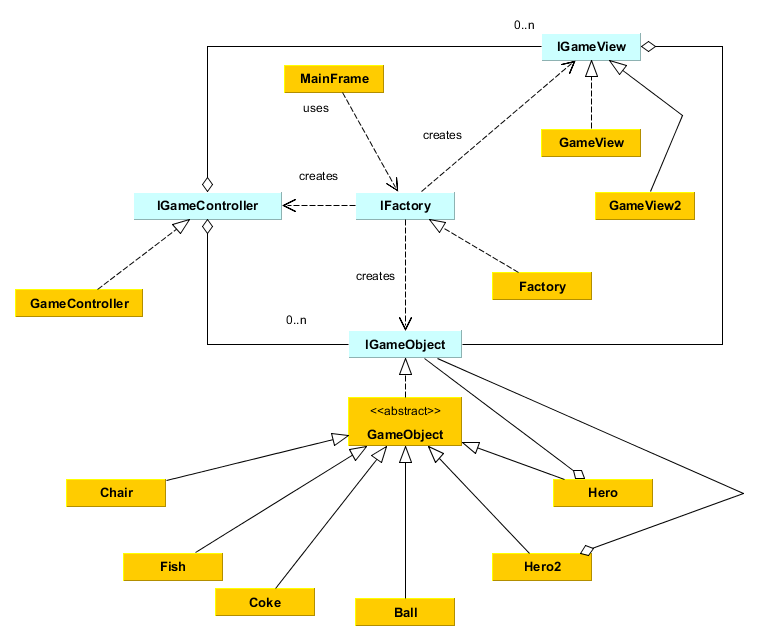 0..n
IGameView
MainFrame
uses
creates
GameView
creates
IGameController
IFactory
GameView2
creates
Factory
GameController
0..n
IGameObject
<<abstract>>
GameObject
Chair
Hero
Fish
Hero2
Coke
Ball